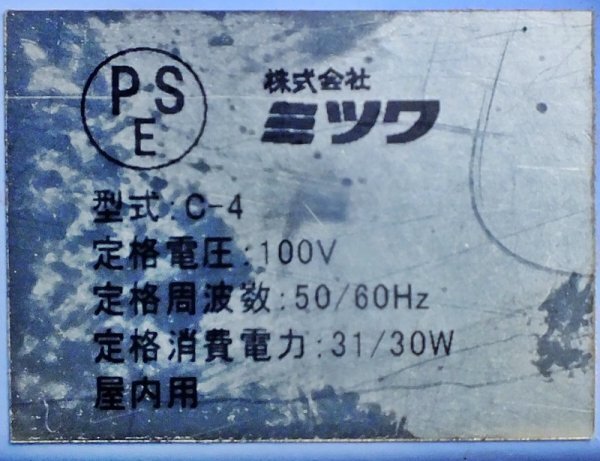 PS
E
株式会社
ミツワ
型式:C-4
定格電圧:100V
定格周波数:50/60Hz
定格消費電力:31/30W
屋内用